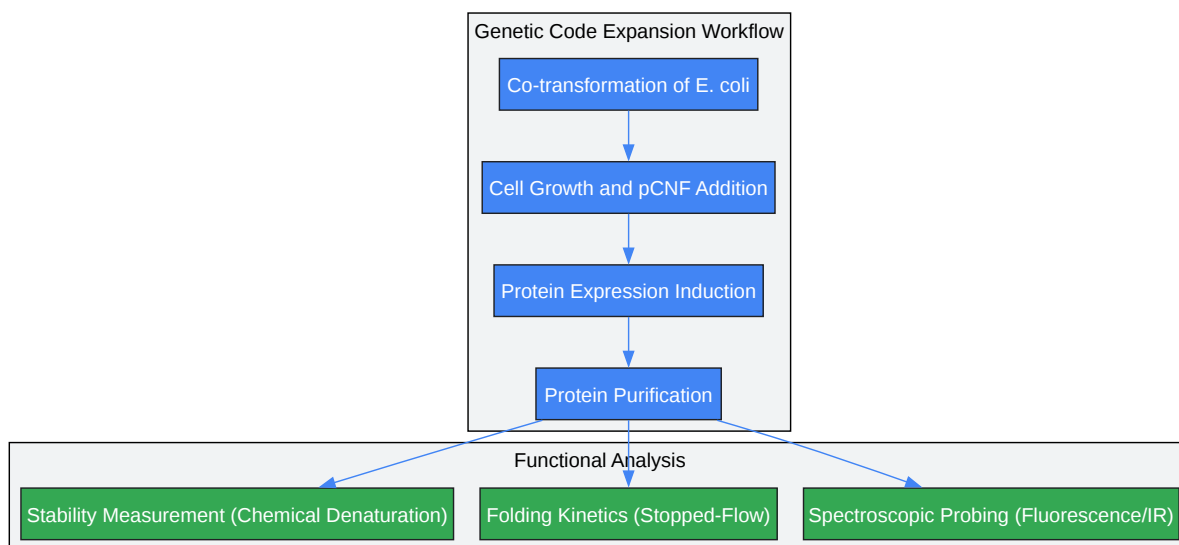 Genetic Code Expansion Workflow
Co-transformation of E. coli
Cell Growth and pCNF Addition
Protein Expression Induction
Protein Purification
Functional Analysis
Stability Measurement (Chemical Denaturation)
Folding Kinetics (Stopped-Flow)
Spectroscopic Probing (Fluorescence/IR)